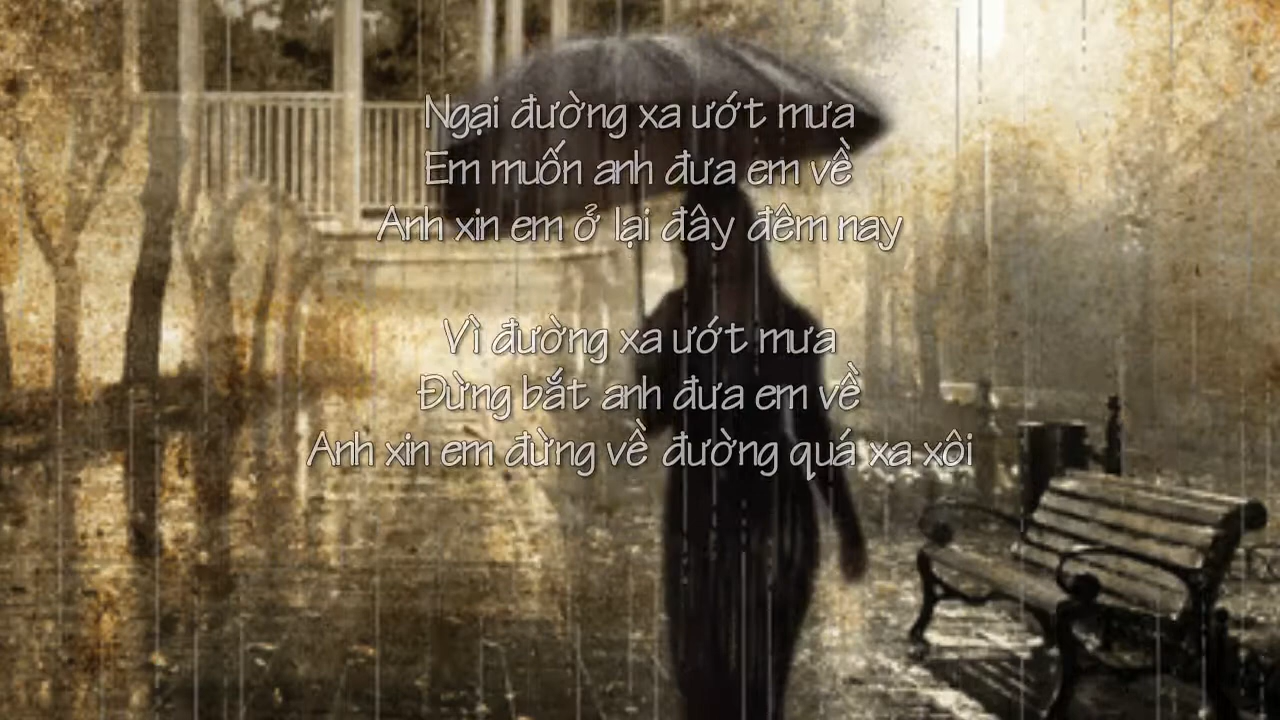 Ngại đường xa ướt mưa
Em muốn anh đưa em về
Anh xin em ở lại đây đêm nay
Vì đường xa ướt mưa
Đừng bắt anh đưa em về
Anh xin em đừng về đường quá xa xôi